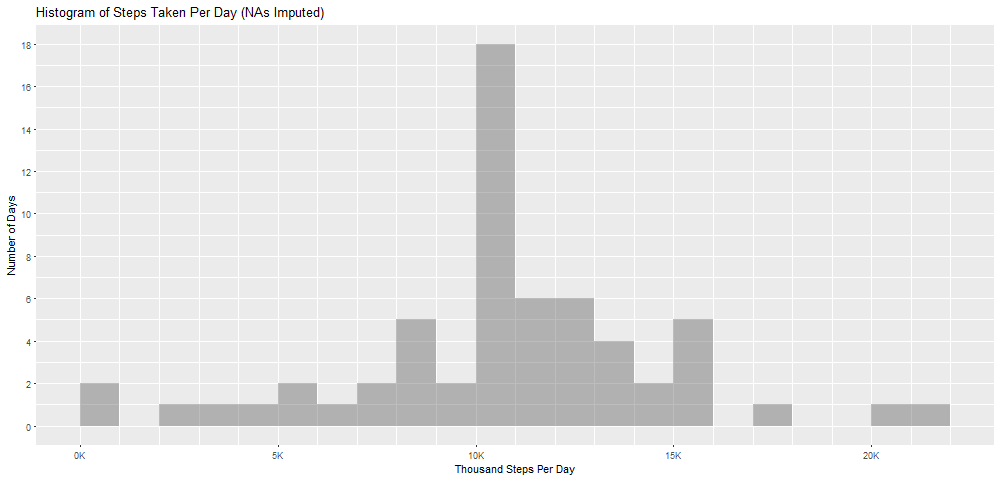 Histogram of Steps Taken Per Day (NAs Imputed)
Number of Days
18
16
14
12
10
8
6
4
2
0
0K 5K 10K 15K 20K
Thousand Steps Per Day